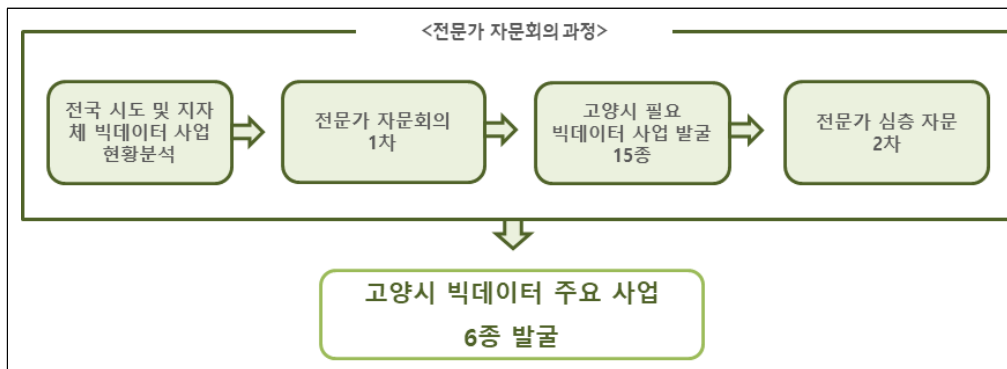 <전문가 자문회의 과정>
전국 시도 및 지자
체 빅데이터 사업
현황분석
전문가 자문회의
1차
고양시 필요
빅데이터 사업 발굴
15종
전문가 심층 자문
2차
고양시 빅데이터 주요 사업
6종 발굴